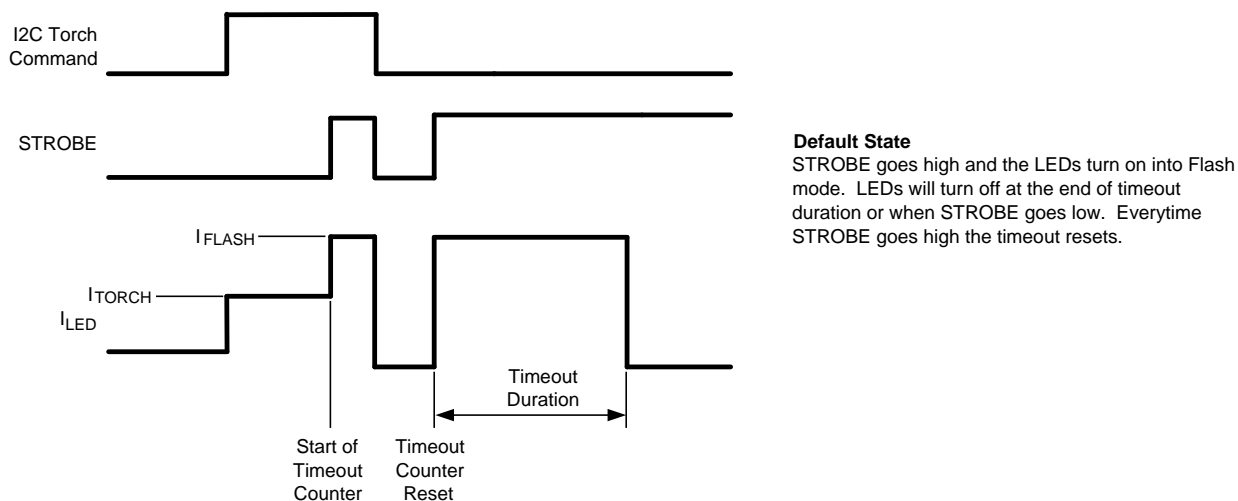 I2C Torch
Command
STROBE
Default State
STROBE goes high and the LEDs turn on into Flash
mode. LEDs will turn off at the end of timeout
duration or when STROBE goes low. Everytime
STROBE goes high the timeout resets.
I FLASH
ITORCH
ILED
Timeout
Duration
Start of
Timeout
Counter
Timeout
Counter
Reset